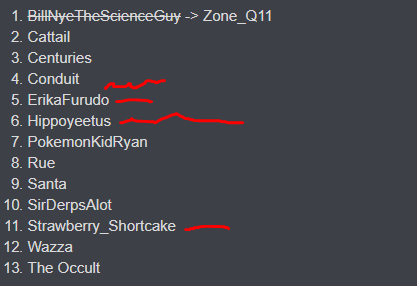 1. BillNyeTheScienceGuy -> Zone_Q11
2. Cattail
3. Centuries
4. Conduit
5. ErikaFurudo
6. Hippoyeetus
7. PokemonKidRyan
8. Rue
9. Santa
10. SirDerpsAlot
11. Strawberry_Shortcake
12. Wazza
13. The Occult